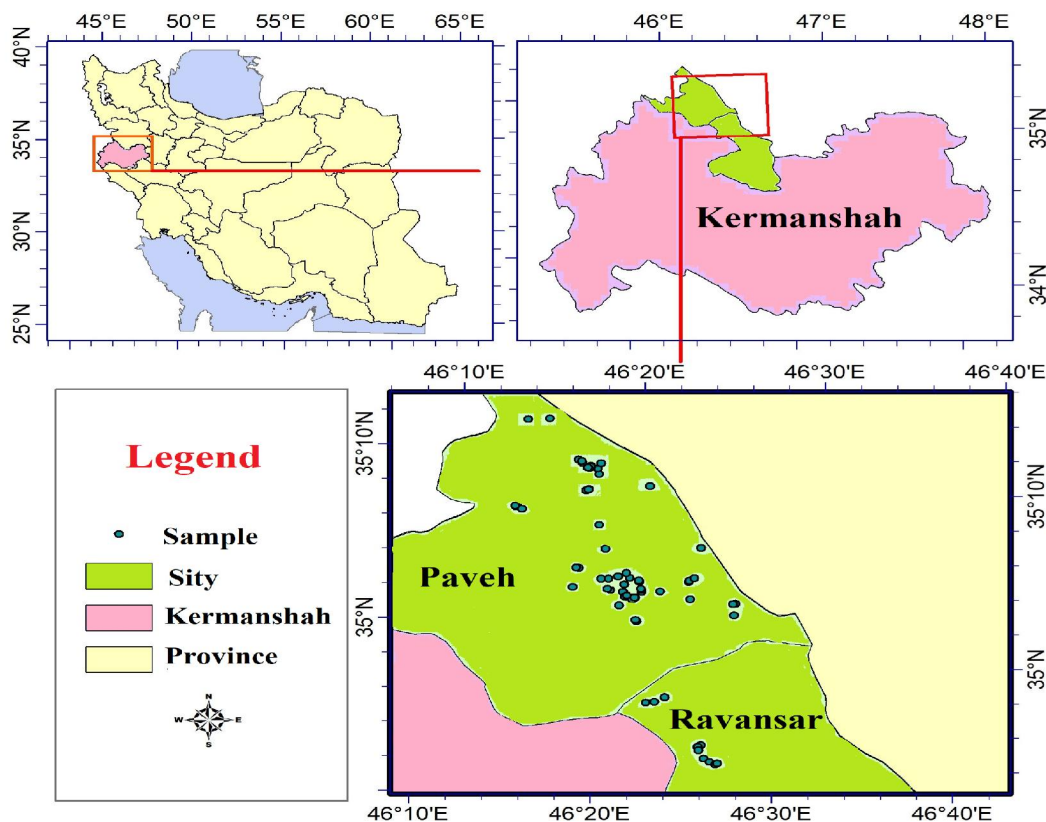 45°E 50°E 55°E 60°E 65°E
40°N
35°N
30°N
25°N
46°E 47°E 48°E
35°N
34°N
Kermanshah
Legend
Sample
Sity
Kermanshah
Province
N
W E
S
46°10'E 46°20'E 46°30'E 46°40'E
35°10'N
35°N
35°10'N
35°N
Paveh
Ravansar
46°10'E 46°20'E 46°30'E 46°40'E